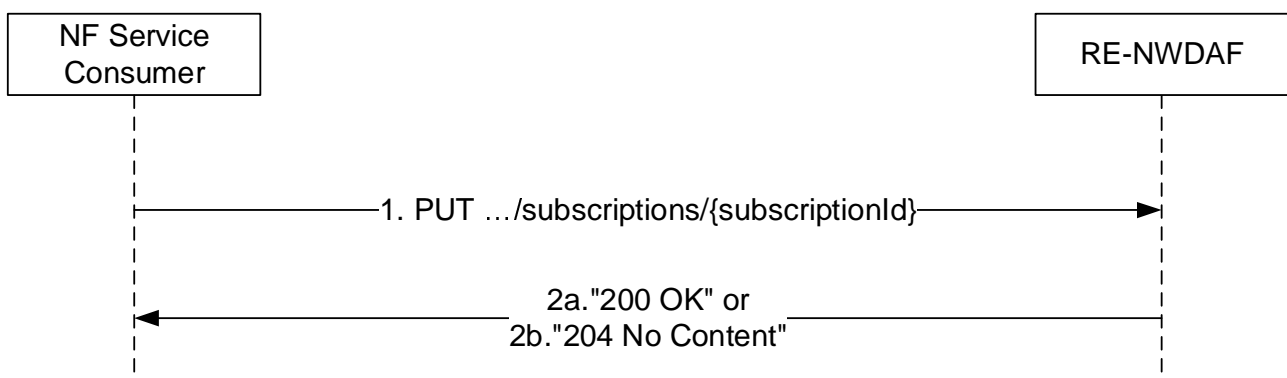 NF Service
Consumer
RE-NWDAF
1. PUT …/subscriptions/{subscriptionId}
2a."200 OK" or
2b."204 No Content"